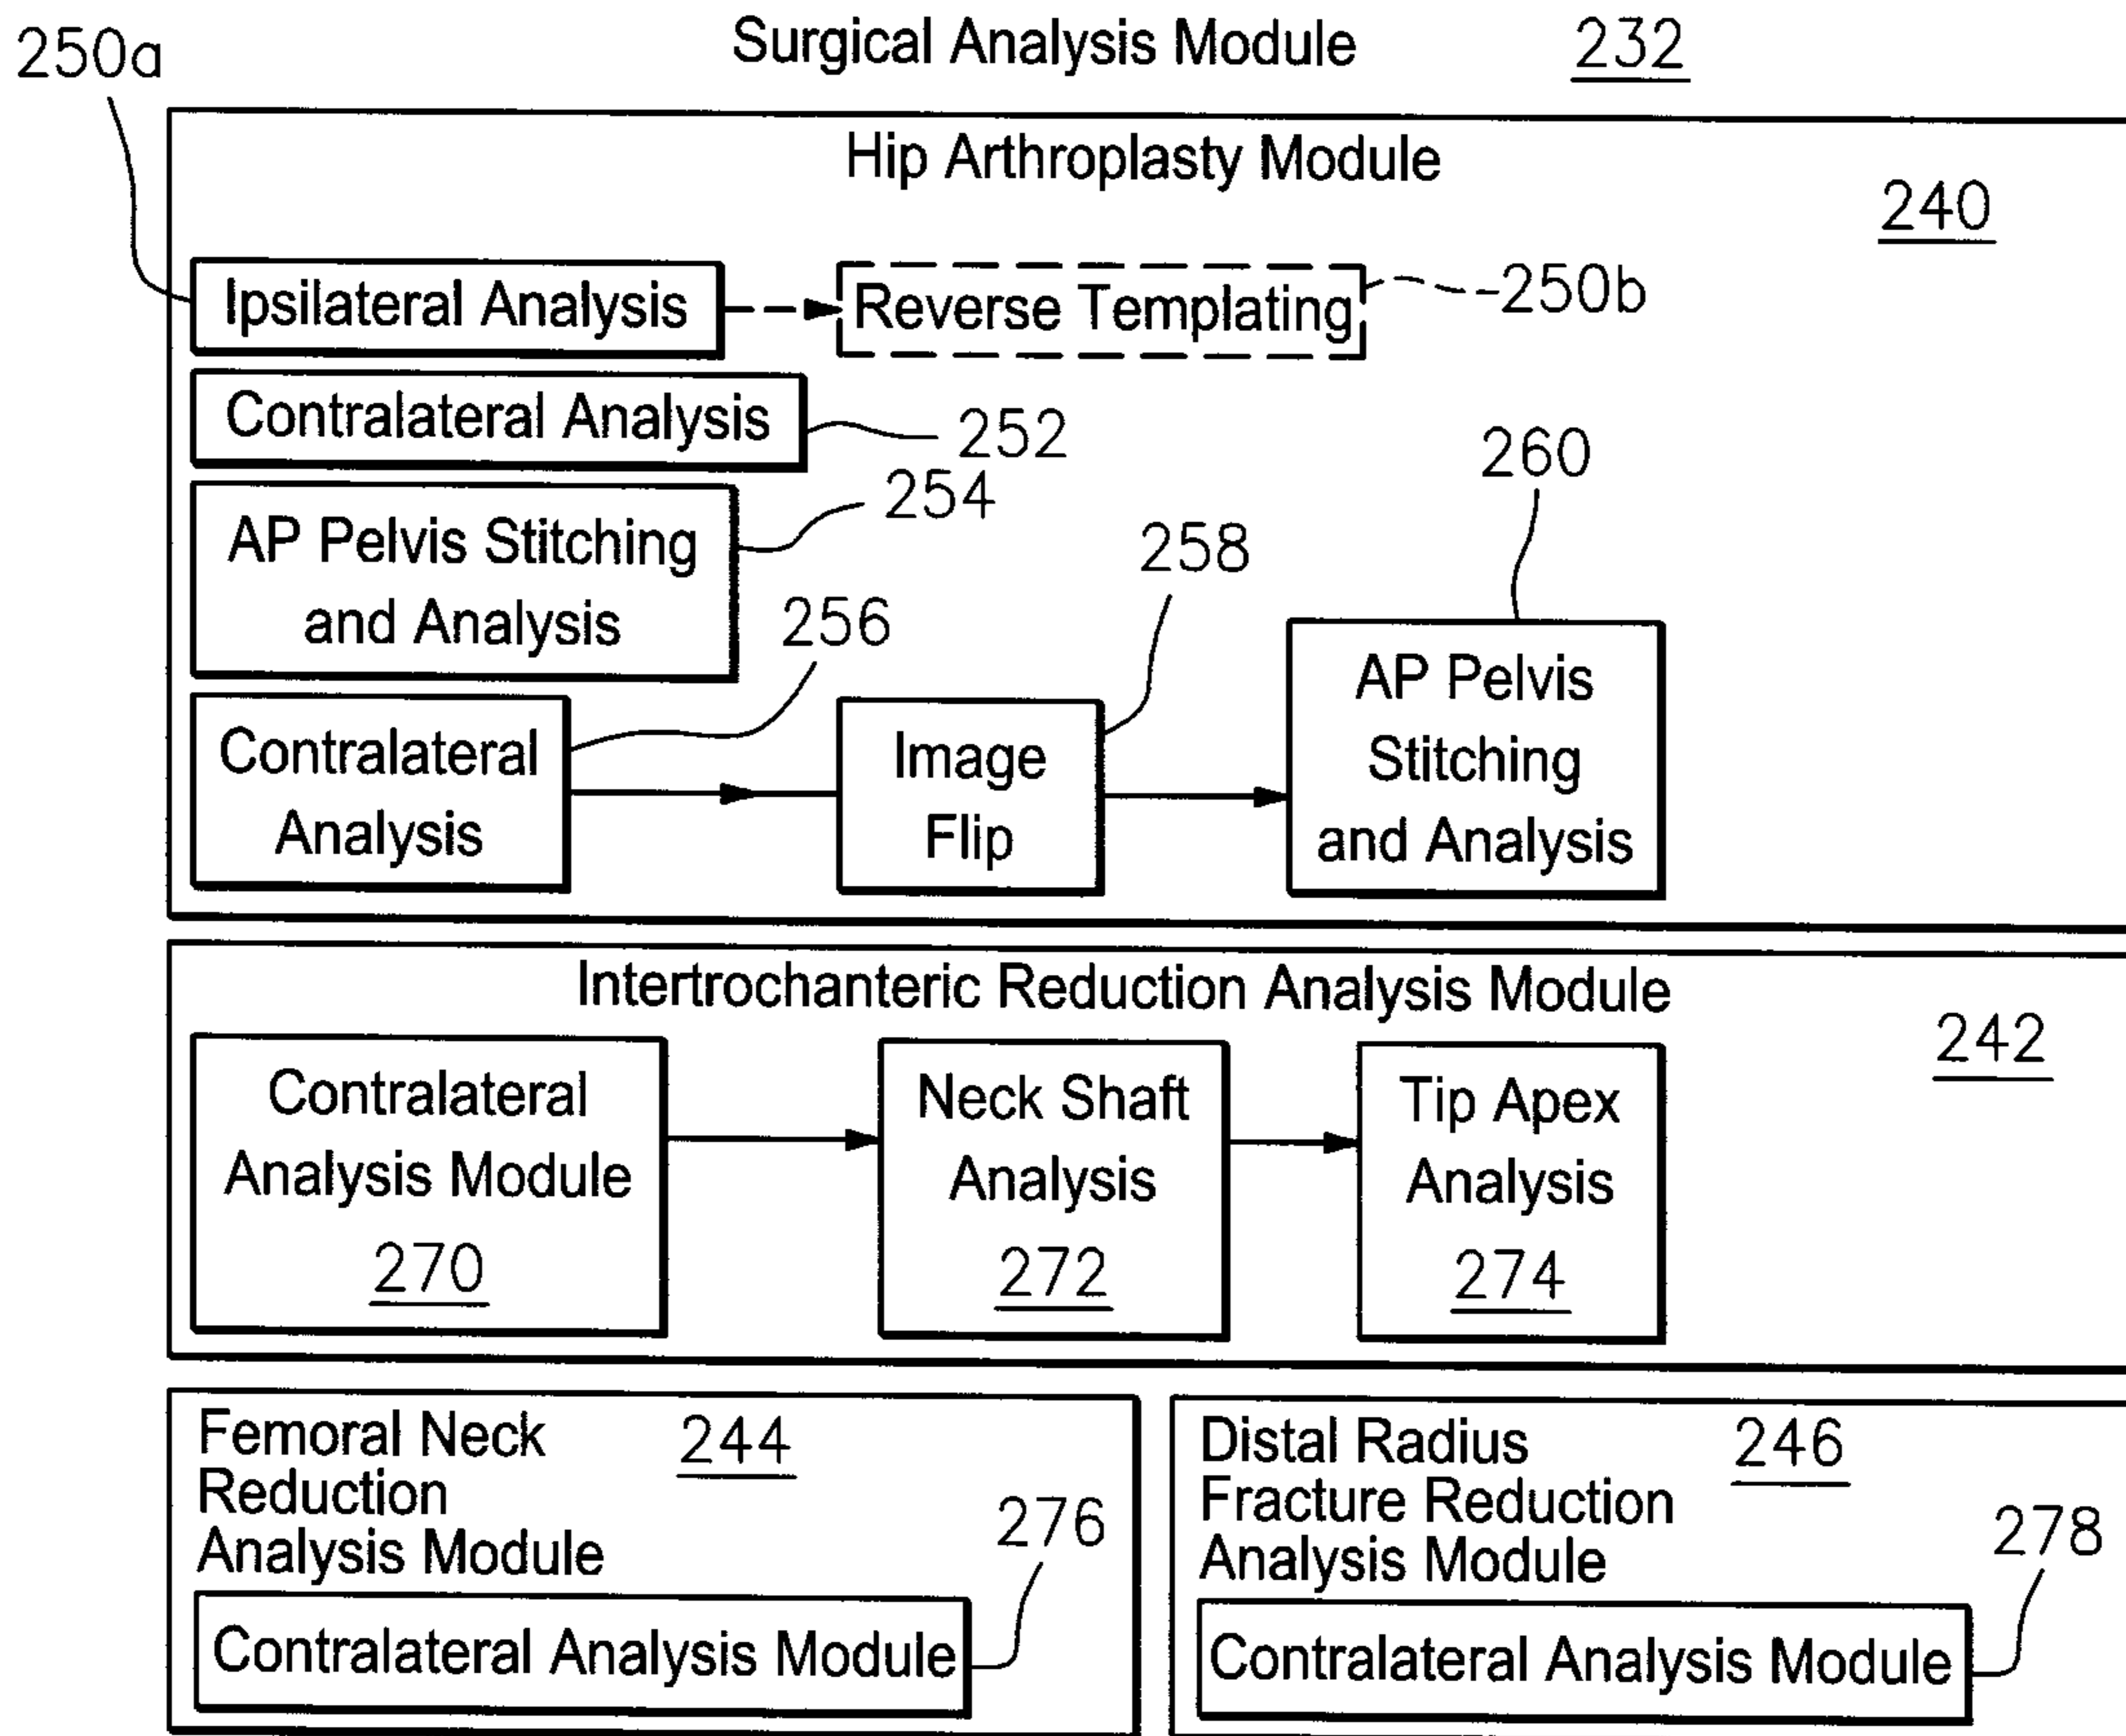 250a
Surgical Analysis Module 232
Hip Arthroplasty Module
240
Ipsilateral Analysis
Reverse Templating
250b
Contralateral Analysis
252
254
260
AP Pelvis Stitching
and Analysis
256
258
Contralateral
Analysis
Image
Flip
AP Pelvis
Stitching
and Analysis
Intertrochanteric Reduction Analysis Module
242
Contralateral
Analysis Module
270
Neck Shaft
Analysis
272
Tip Apex
Analysis
274
Femoral Neck
Reduction
Analysis Module
244
276
Contralateral Analysis Module
Distal Radius
Fracture Reduction
Analysis Module
246
278
Contralateral Analysis Module